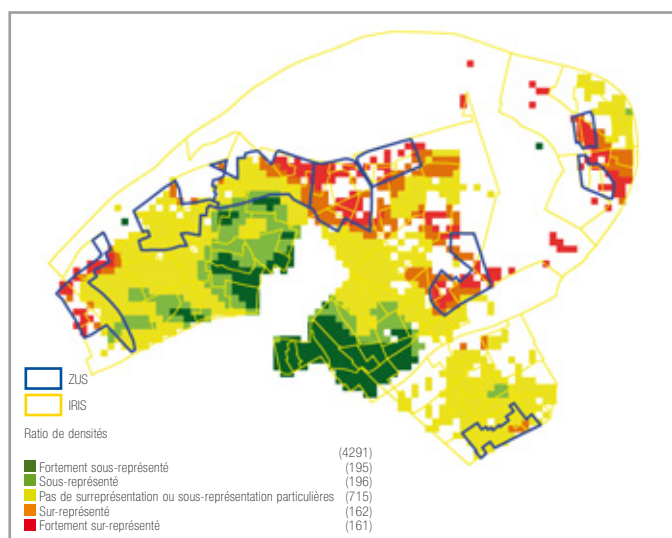 ZUS
IRIS
Ratio de densités
(4291)
Fortement sous-représenté (195)
Sous-représenté (196)
Pas de surreprésentation ou sous-représentation particulières (715)
Sur-représenté (162)
Fortement sur-représenté (161)